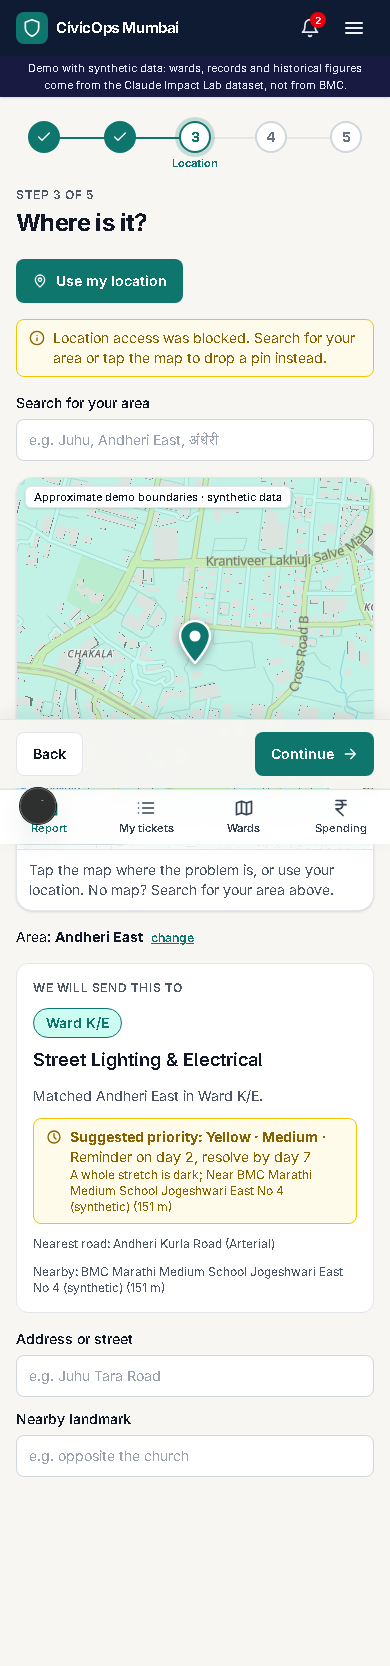 CivicOps Mumbai
2
Demo with synthetic data: wards, records and historical figures
come from the Claude Impact Lab dataset, not from BMC.
3
4
5
Location
STEP 3 OF 5
Where is it?
Use my location
Location access was blocked. Search for your
area or tap the map to drop a pin instead.
Search for your area
e.g. Juhu, Andheri East, अंधेरी
Approximate demo boundaries · synthetic data
Krantiveer Lakhuji Salve Marg
CHAKALA
Cross Road B
Back
Continue
Report
My tickets
Wards
Spending
Tap the map where the problem is, or use your
location. No map? Search for your area above.
Area: Andheri East change
WE WILL SEND THIS TO
Ward K/E
Street Lighting & Electrical
Matched Andheri East in Ward K/E.
Suggested priority: Yellow · Medium ·
Reminder on day 2, resolve by day 7
A whole stretch is dark; Near BMC Marathi
Medium School Jogeshwari East No 4
(synthetic) (151 m)
Nearest road: Andheri Kurla Road (Arterial)
Nearby: BMC Marathi Medium School Jogeshwari East
No 4 (synthetic) (151 m)
Address or street
e.g. Juhu Tara Road
Nearby landmark
e.g. opposite the church